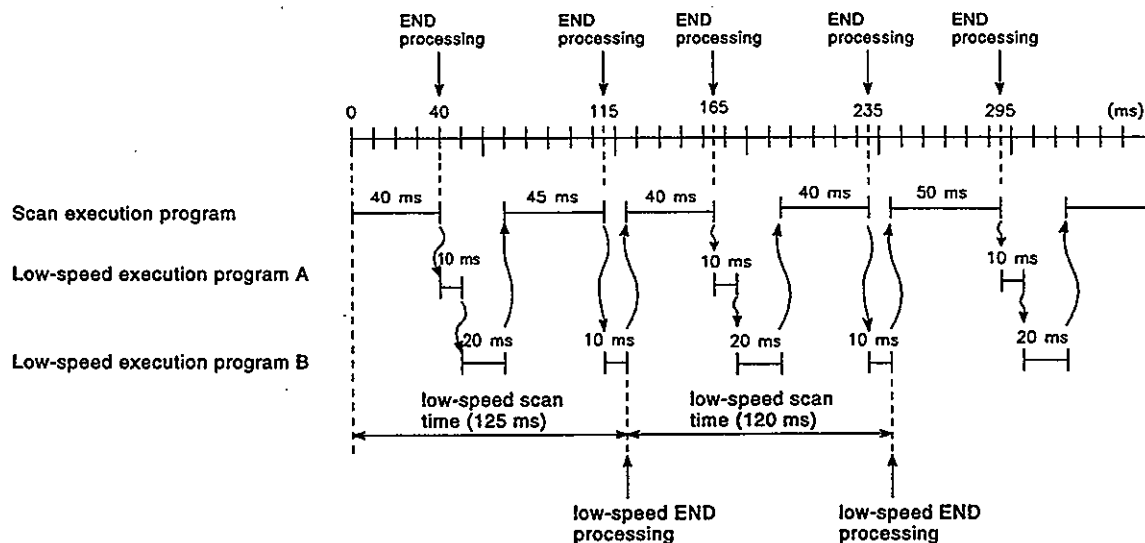 END processing END processing END processing END processing END processing
0 40 115 165 235 295 (ms)
40 ms 45 ms 40 ms 40 ms 50 ms
Scan execution program
10 ms 10 ms 10 ms
Low-speed execution program A
20 ms 10 ms 20 ms 10 ms 20 ms
Low-speed execution program B
low-speed scan time (125 ms)
low-speed scan time (120 ms)
low-speed END processing
low-speed END processing